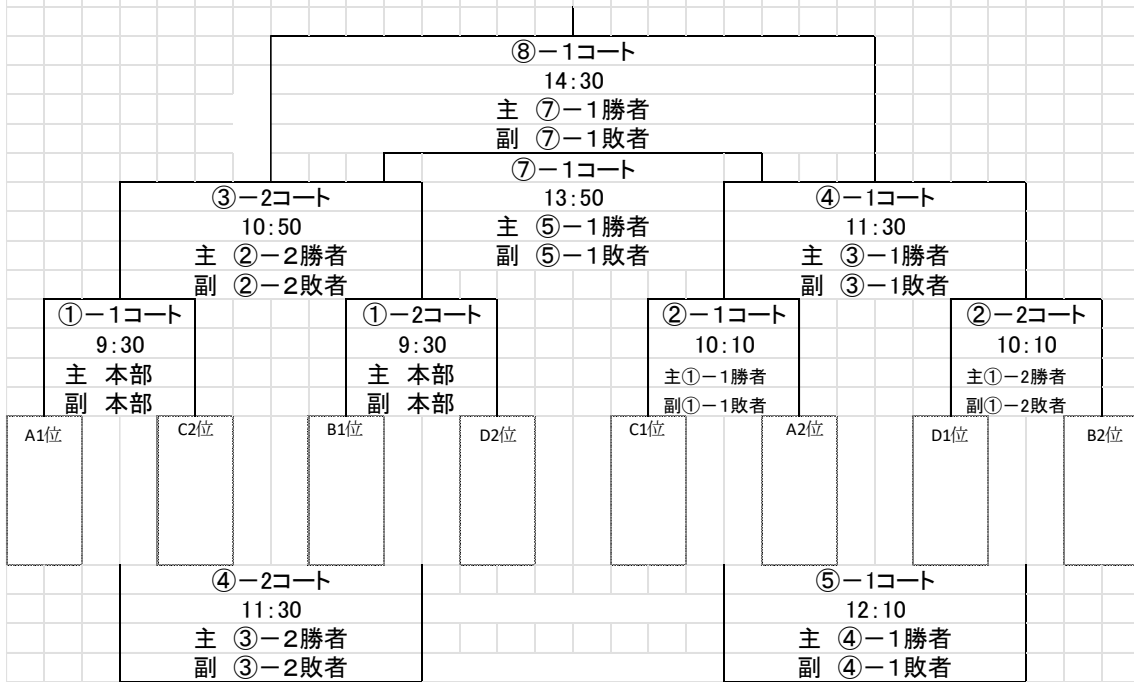 ⑧－1コート
14:30
主 ⑦－1勝者
副 ⑦－1敗者
⑦－1コート
13:50
主 ⑤－1勝者
副 ⑤－1敗者
③－2コート
10:50
主 ②－2勝者
副 ②－2敗者
④－1コート
11:30
主 ③－1勝者
副 ③－1敗者
①－1コート
9:30
主 本部
副 本部
①－2コート
9:30
主 本部
副 本部
②－1コート
10:10
主①－1勝者
副①－1敗者
②－2コート
10:10
主①－2勝者
副①－2敗者
A1位
C2位
B1位
D2位
C1位
A2位
D1位
B2位
④－2コート
11:30
主 ③－2勝者
副 ③－2敗者
⑤－1コート
12:10
主 ④－1勝者
副 ④－1敗者